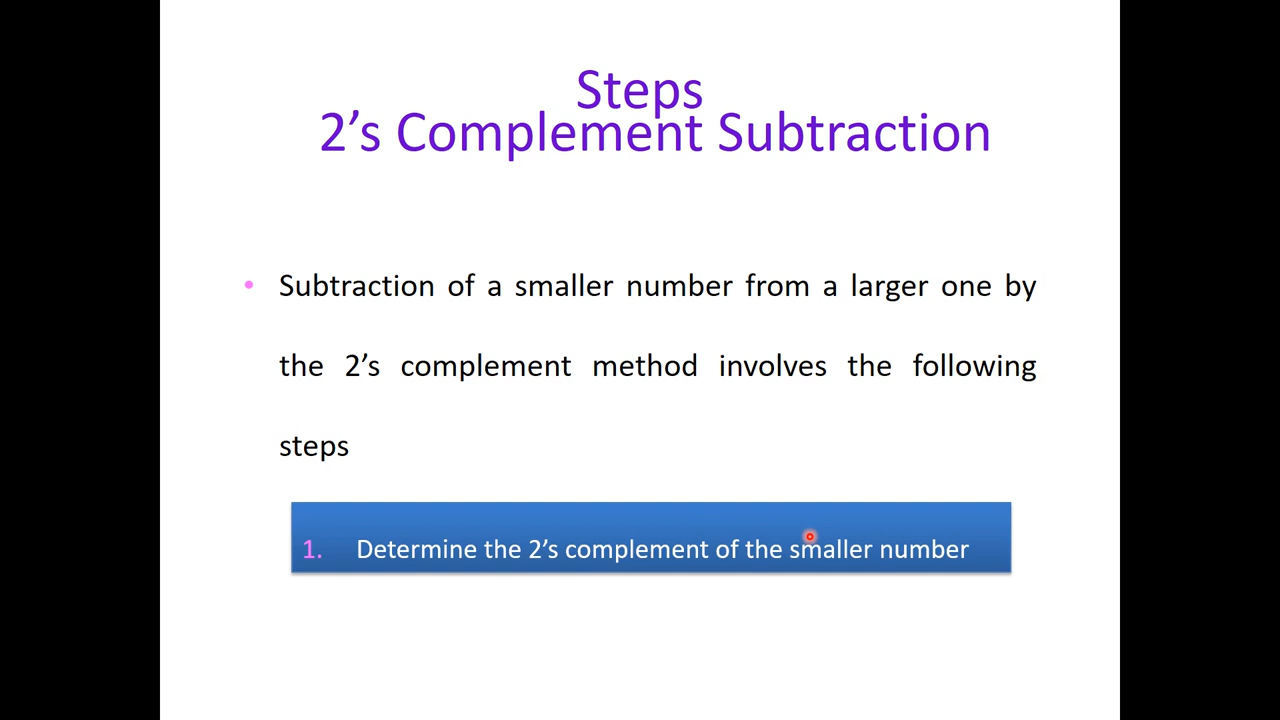 Steps
2’s Complement Subtraction
• Subtraction of a smaller number from a larger one by
the 2’s complement method involves the following
steps
1. Determine the 2’s complement of the smaller number